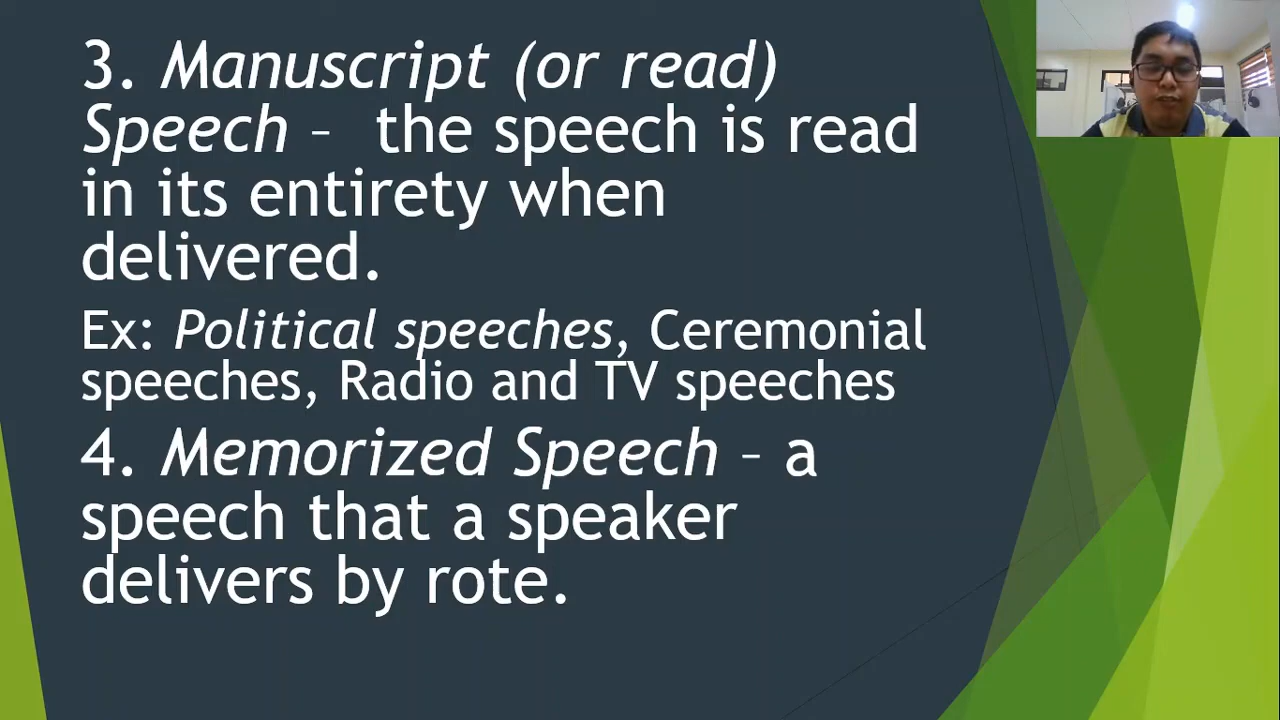 3. Manuscript (or read)
Speech – the speech is read
in its entirety when
delivered.
Ex: Political speeches, Ceremonial
speeches, Radio and TV speeches
4. Memorized Speech – a
speech that a speaker
delivers by rote.